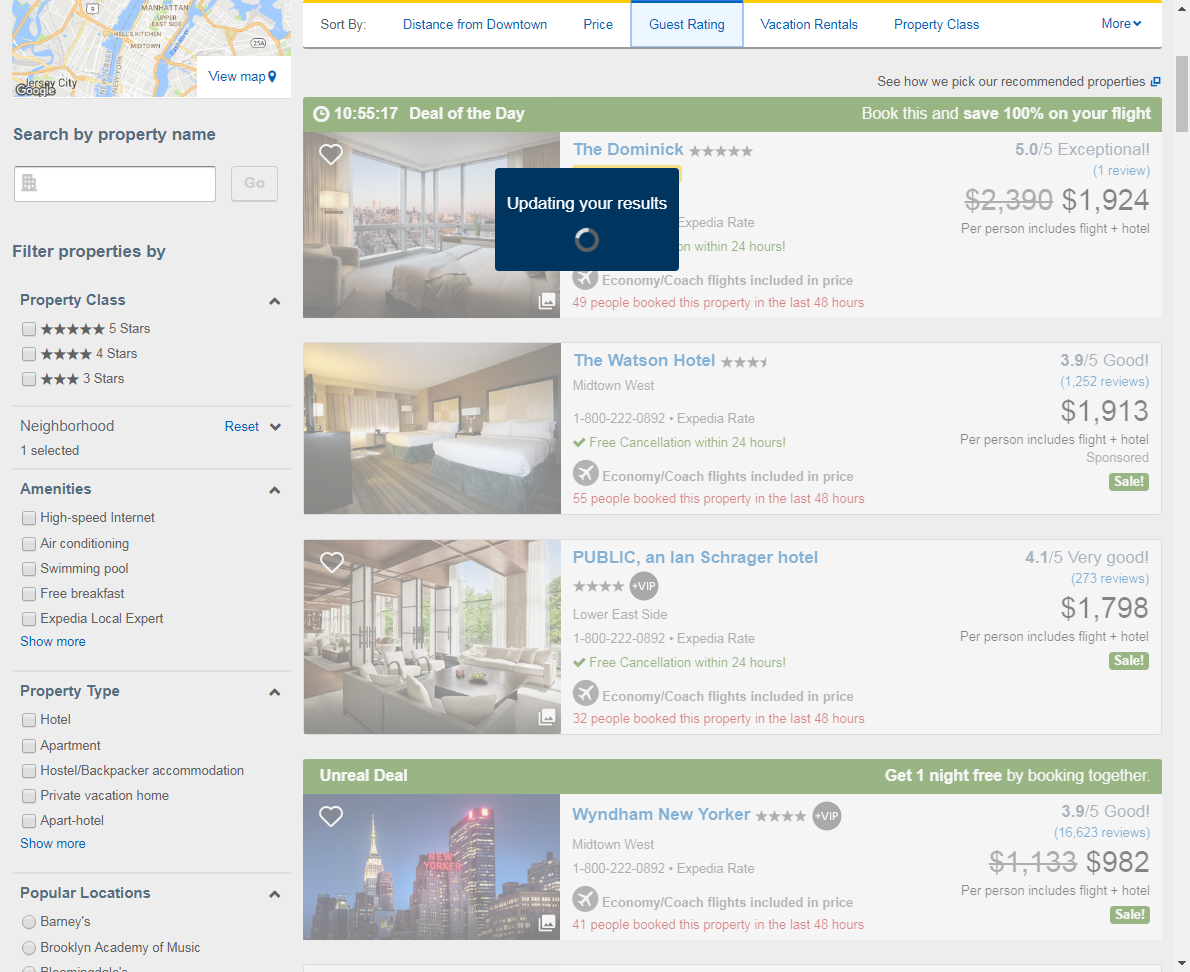 MANHATTAN
UPPER
EAST SIDE
9
HELL'S KITCHEN
MIDTOWN
25A
East River
NEW JERSEY
NEW YORK
Jersey City
Google
View map
Sort By:
Distance from Downtown
Price
Guest Rating
Vacation Rentals
Property Class
More
See how we pick our recommended properties
Search by property name
Go
Filter properties by
Property Class
5 Stars
4 Stars
3 Stars
Neighborhood
Reset
1 selected
Amenities
High-speed Internet
Air conditioning
Swimming pool
Free breakfast
Expedia Local Expert
Show more
Property Type
Hotel
Apartment
Hostel/Backpacker accommodation
Private vacation home
Apart-hotel
Show more
Popular Locations
Barney's
Brooklyn Academy of Music
Bloomingdale's
10:55:17 Deal of the Day
Book this and save 100% on your flight
The Dominick
5.0/5 Exceptional!
(1 review)
$2,390 $1,924
Per person includes flight + hotel
Updating your results
Expedia Rate
on within 24 hours!
Economy/Coach flights included in price
49 people booked this property in the last 48 hours
The Watson Hotel
3.9/5 Good!
Midtown West
(1,252 reviews)
$1,913
1-800-222-0892 • Expedia Rate
Per person includes flight + hotel
Free Cancellation within 24 hours!
Sponsored
Economy/Coach flights included in price
Sale!
55 people booked this property in the last 48 hours
PUBLIC, an Ian Schrager hotel
4.1/5 Very good!
+VIP
(273 reviews)
Lower East Side
$1,798
1-800-222-0892 • Expedia Rate
Per person includes flight + hotel
Free Cancellation within 24 hours!
Sale!
Economy/Coach flights included in price
32 people booked this property in the last 48 hours
Unreal Deal
Get 1 night free by booking together.
Wyndham New Yorker
+VIP
3.9/5 Good!
(16,623 reviews)
Midtown West
$1,133 $982
1-800-222-0892 • Expedia Rate
Per person includes flight + hotel
Economy/Coach flights included in price
Sale!
41 people booked this property in the last 48 hours
NEW
YORKER